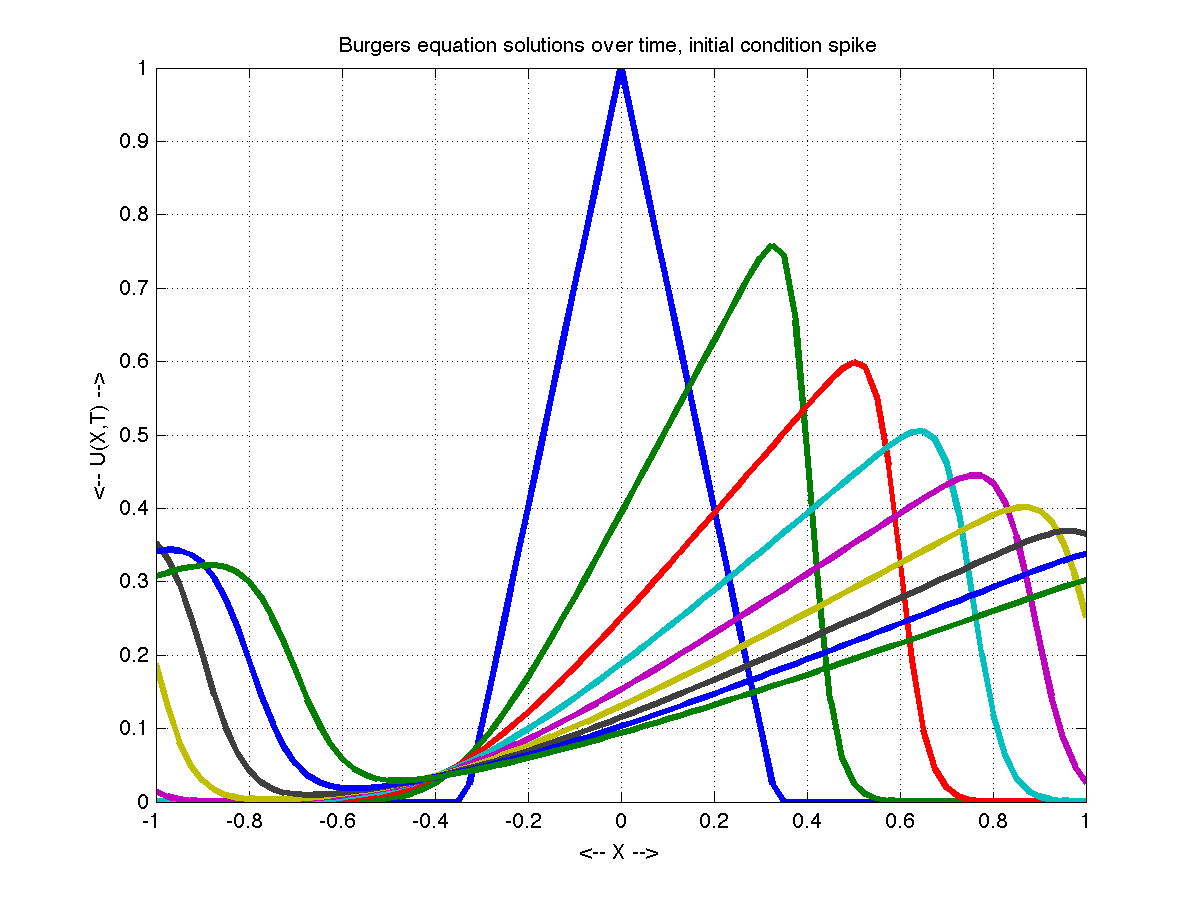 Burgers equation solutions over time, initial condition spike
1
0.9
0.8
0.7
0.6
0.5
0.4
0.3
0.2
0.1
0
<-- U(X,T) -->
-1 -0.8 -0.6 -0.4 -0.2 0 0.2 0.4 0.6 0.8 1
<-- X -->